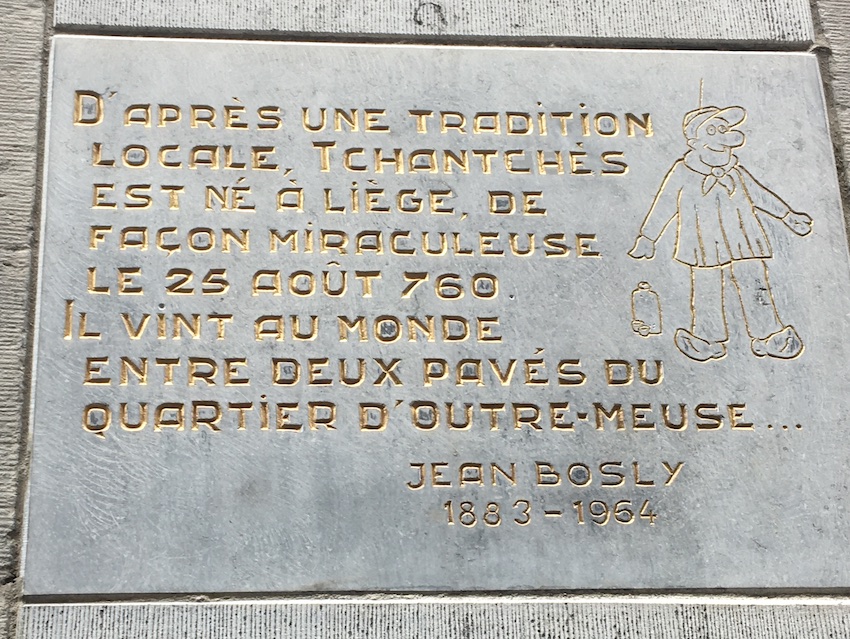 D'APRÈS UNE TRADITION
LOCALE, TCHANTCHÈS
EST NÉ À LIÈGE, DE
FAÇON MIRACULEUSE
LE 25 AOÛT 760.
IL VINT AU MONDE
ENTRE DEUX PAVÉS DU
QUARTIER D'OUTRE-MEUSE...
JEAN BOSLY
1883-1964